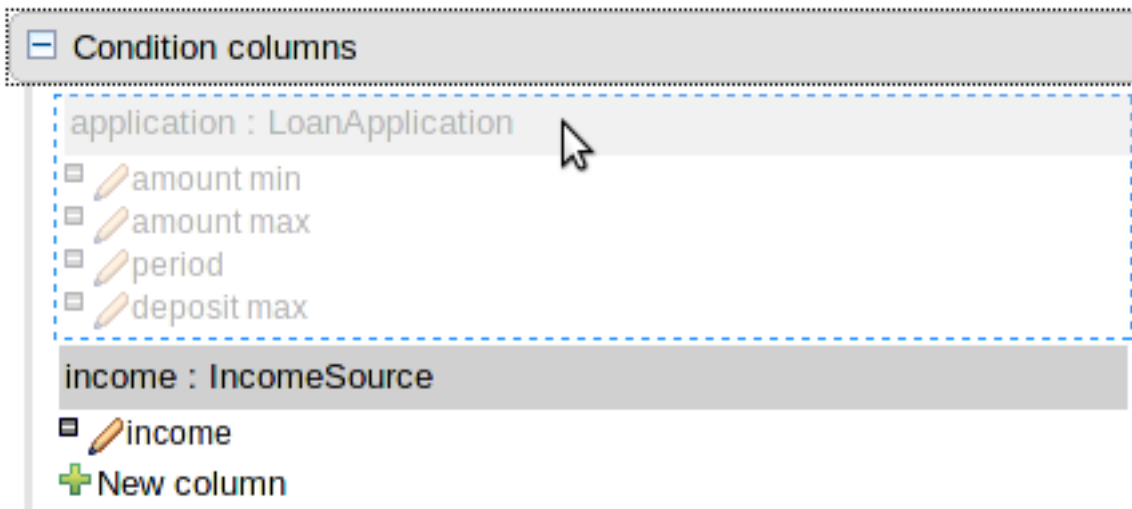 Condition columns
application : LoanApplication
amount min
amount max
period
deposit max
income : IncomeSource
income
New column